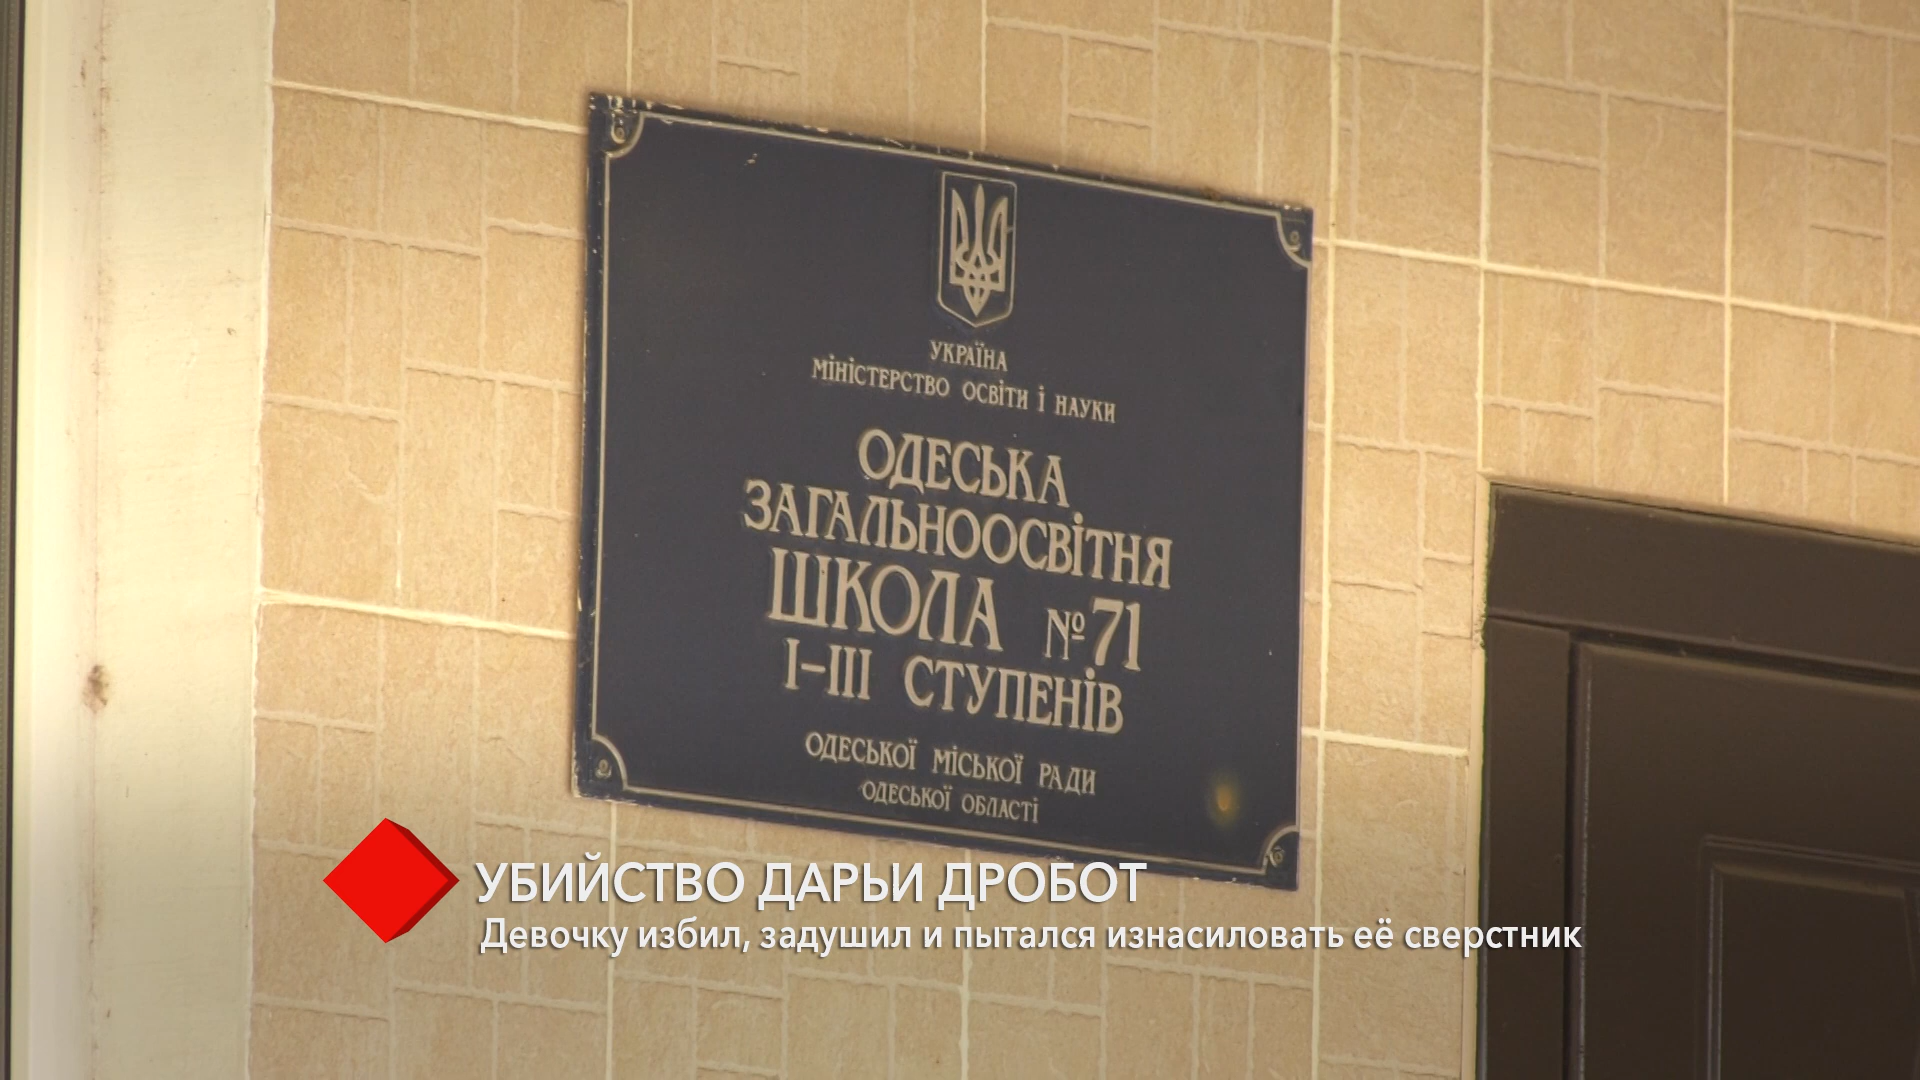 УКРАЇНА
МІНІСТЕРСТВО ОСВІТИ І НАУКИ
ОДЕСЬКА
ЗАГАЛЬНООСВІТНЯ
ШКОЛА №71
І-ІІІ СТУПЕНІВ
ОДЕСЬКОЇ МІСЬКОЇ РАДИ
ОДЕСЬКОЇ ОБЛАСТІ
УБИЙСТВО ДАРЬИ ДРОБОТ
Девочку избил, задушил и пытался изнасиловать её сверстник